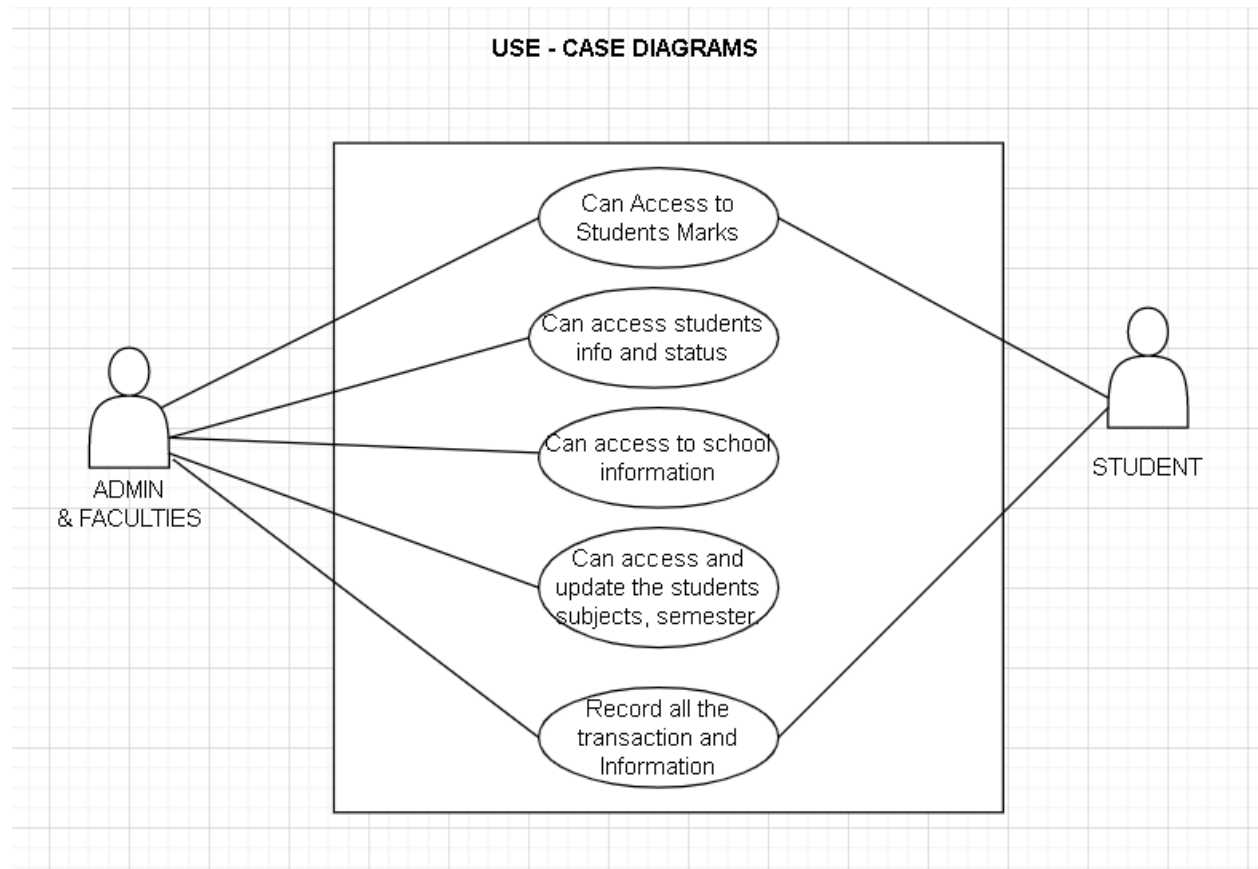 USE - CASE DIAGRAMS
Can Access to
Students Marks
Can access students
info and status
Can access to school
information
Can access and
update the students
subjects, semester.
Record all the
transaction and
Information
ADMIN
& FACULTIES
STUDENT